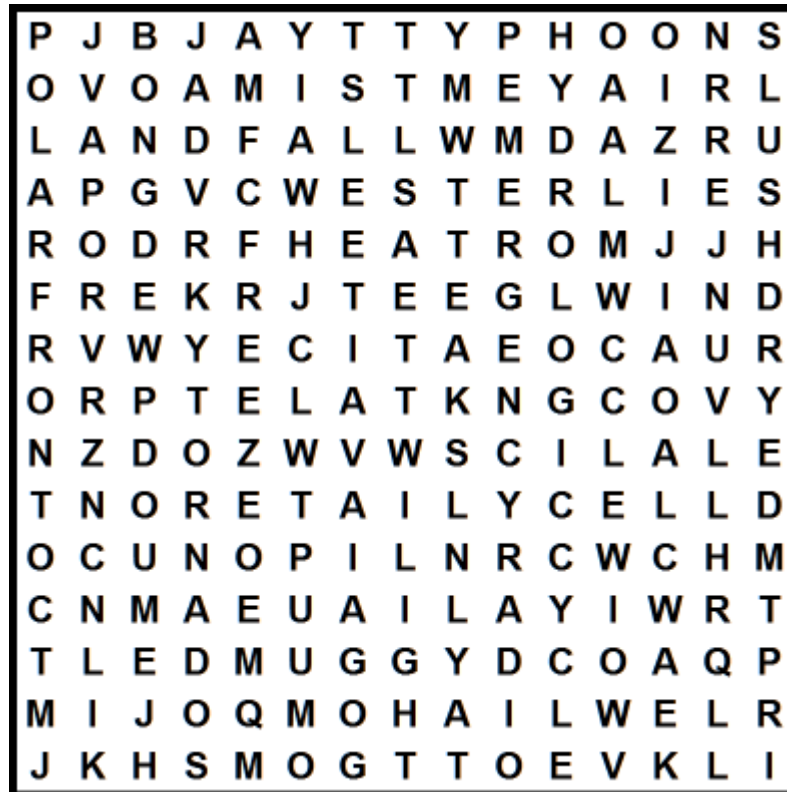 P J B J A Y T T Y P H O O N S
O V O A M I S T M E Y A I R L
L A N D F A L L W M D A Z R U
A P G V C W E S T E R L I E S
R O D R F H E A T R O M J J H
F R E K R J T E E G L W I N D
R V W Y E C I T A E O C A U R
O R P T E L A T K N G C O V Y
N Z D O Z W V W S C I L A L E
T N O R E T A I L Y C E L L D
O C U N O P I L N R C W C H M
C N M A E U A I L A Y I W R T
T L E D M U G G Y D C O A Q P
M I J O Q M O H A I L W E L R
J K H S M O G T T O E V K L I